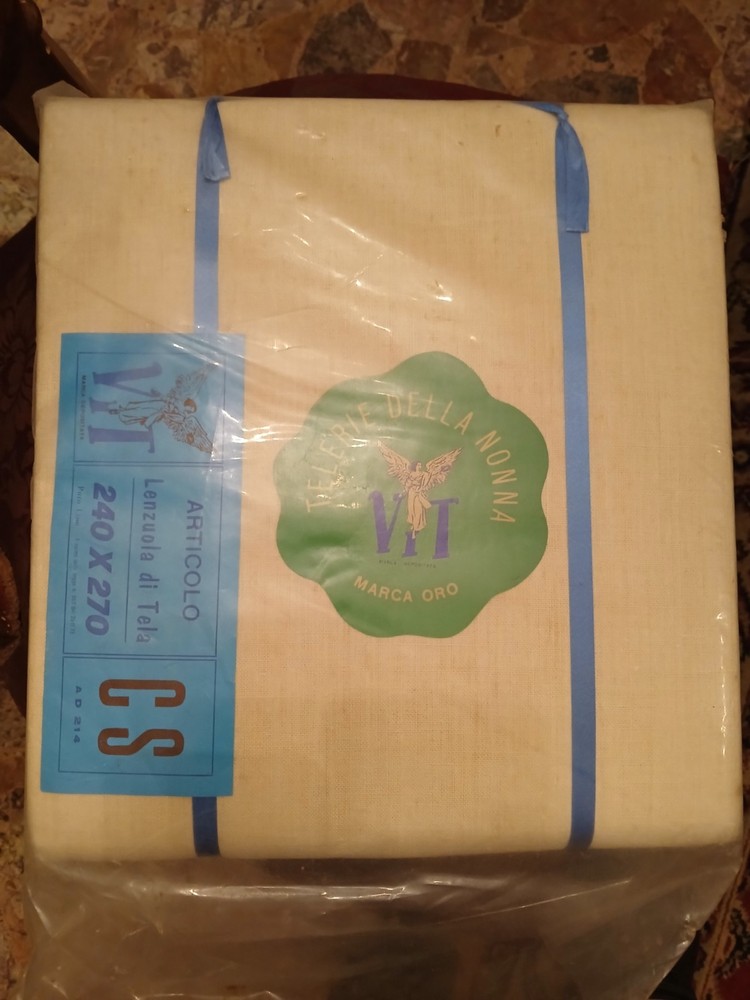 TELERIE DELLA NONNA
VIT
MARCA ORO
VIT
ARTICOLO
Lenzuola di Tela
240 X 270
CS
AD 214